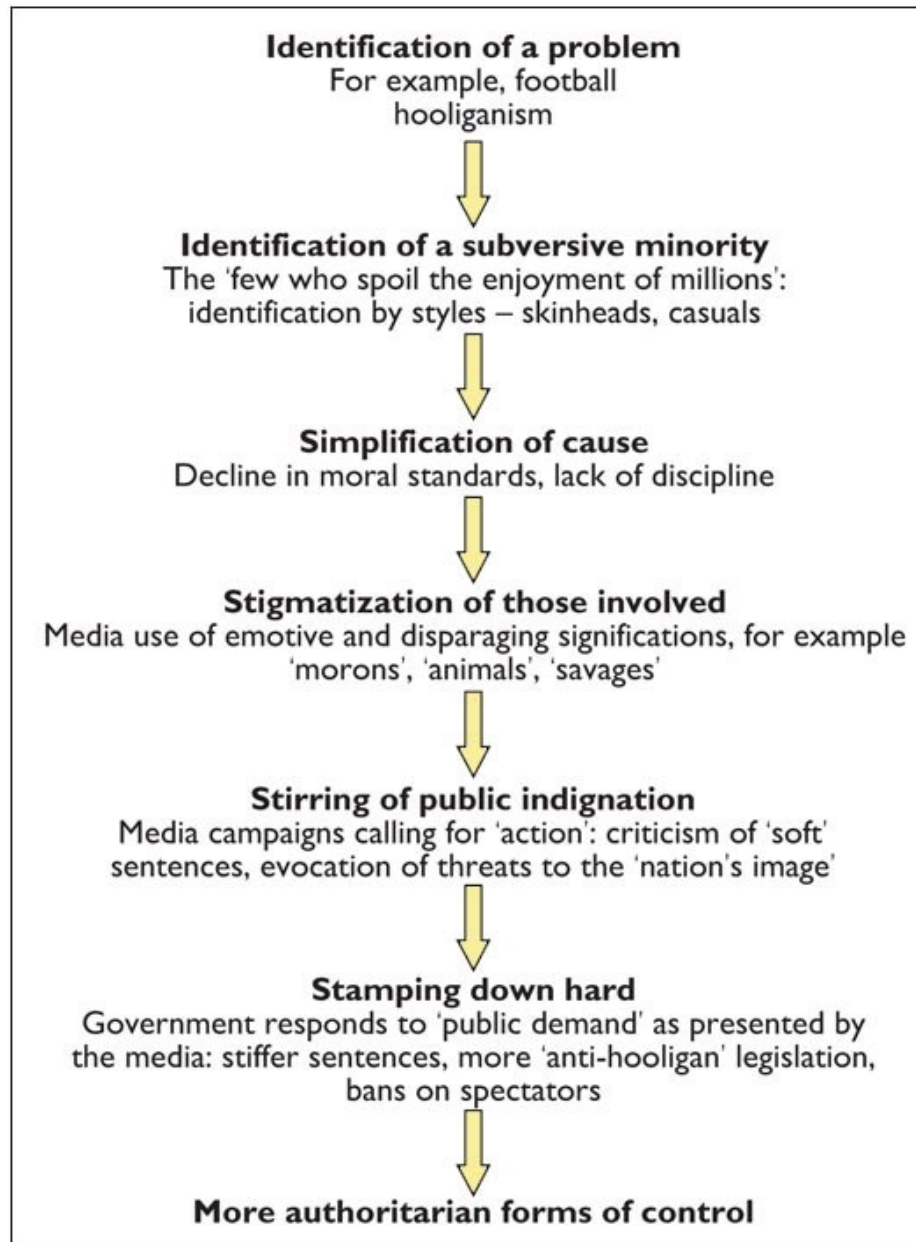 Identification of a problem
For example, football
hooliganism
Identification of a subversive minority
The ‘few who spoil the enjoyment of millions’:
identification by styles – skinheads, casuals
Simplification of cause
Decline in moral standards, lack of discipline
Stigmatization of those involved
Media use of emotive and disparaging significations, for example
‘morons’, ‘animals’, ‘savages’
Stirring of public indignation
Media campaigns calling for ‘action’: criticism of ‘soft’
sentences, evocation of threats to the ‘nation’s image’
Stamping down hard
Government responds to ‘public demand’ as presented by
the media: stiffer sentences, more ‘anti-hooligan’ legislation,
bans on spectators
More authoritarian forms of control